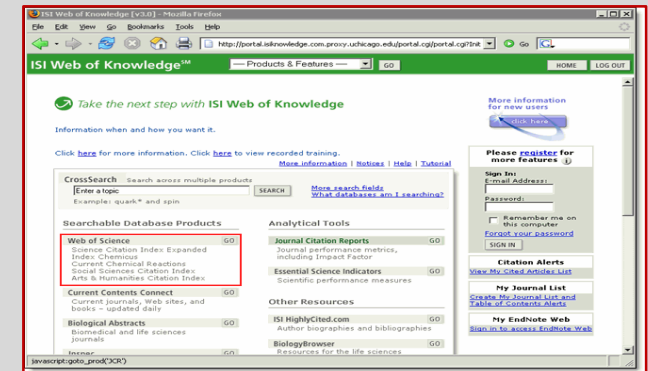 ISI Web of Knowledge [v3.0] - Mozilla Firefox
File Edit View Go Bookmarks Tools Help
http://portal.isiknowledge.com.proxy.uchicago.edu/portal.cgi/portal.cgi?Init Go
ISI Web of Knowledge℠ — Products & Features — GO HOME LOG OUT
Take the next step with ISI Web of Knowledge
More information
for new users
click here
Information when and how you want it.
Click here for more information. Click here to view recorded training.
More information | Notices | Help | Tutorial
CrossSearch Search across multiple products
Enter a topic SEARCH
More search fields
What databases am I searching?
Example: quark* and spin
Searchable Database Products
Web of Science GO
Science Citation Index Expanded
Index Chemicus
Current Chemical Reactions
Social Sciences Citation Index
Arts & Humanities Citation Index
Current Contents Connect GO
Current journals, Web sites, and
books - updated daily
Biological Abstracts GO
Biomedical and life sciences
journals
Inspec GO
Analytical Tools
Journal Citation Reports GO
Journal performance metrics,
including Impact Factor
Essential Science Indicators GO
Scientific performance measures
Other Resources
ISI HighlyCited.com GO
Author biographies and bibliographies
BiologyBrowser GO
Resources for the life sciences
Please register for
more features
Sign In:
E-mail Address:
Password:
Remember me on
this computer
Forgot your password
SIGN IN
Citation Alerts
View My Cited Articles List
My Journal List
Create My Journal List and
Table of Contents Alerts
My EndNote Web
Sign in to access EndNote Web
javascript:goto_prod('JCR')